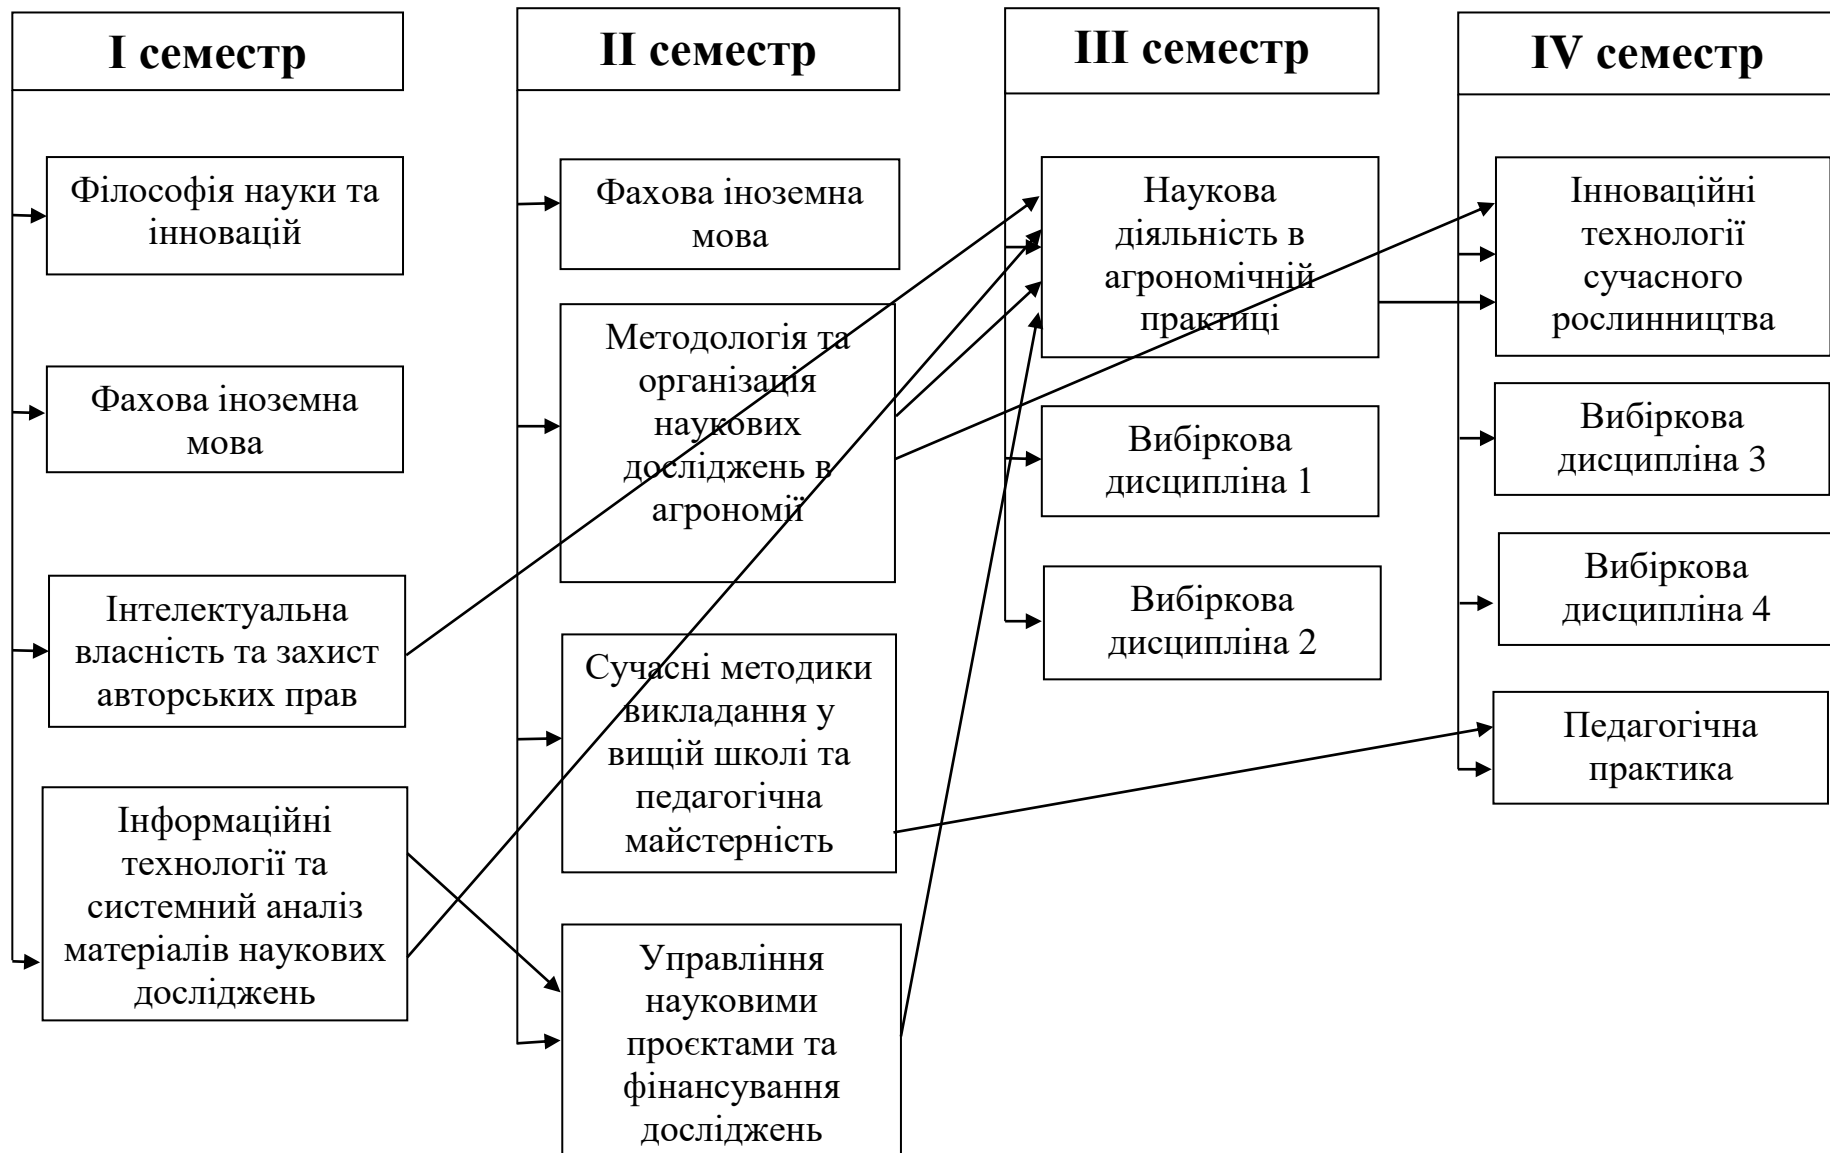 I семестр
Філософія науки та
інновацій
Фахова іноземна
мова
Інтелектуальна
власність та захист
авторських прав
Інформаційні
технології та
системний аналіз
матеріалів наукових
досліджень
II семестр
Фахова іноземна
мова
Методологія та
організація
наукових
досліджень в
агрономії
Сучасні методики
викладання у
вищій школі та
педагогічна
майстерність
Управління
науковими
проєктами та
фінансування
досліджень
III семестр
Наукова
діяльність в
агрономічній
практиці
Вибіркова
дисципліна 1
Вибіркова
дисципліна 2
IV семестр
Інноваційні
технології
сучасного
рослинництва
Вибіркова
дисципліна 3
Вибіркова
дисципліна 4
Педагогічна
практика